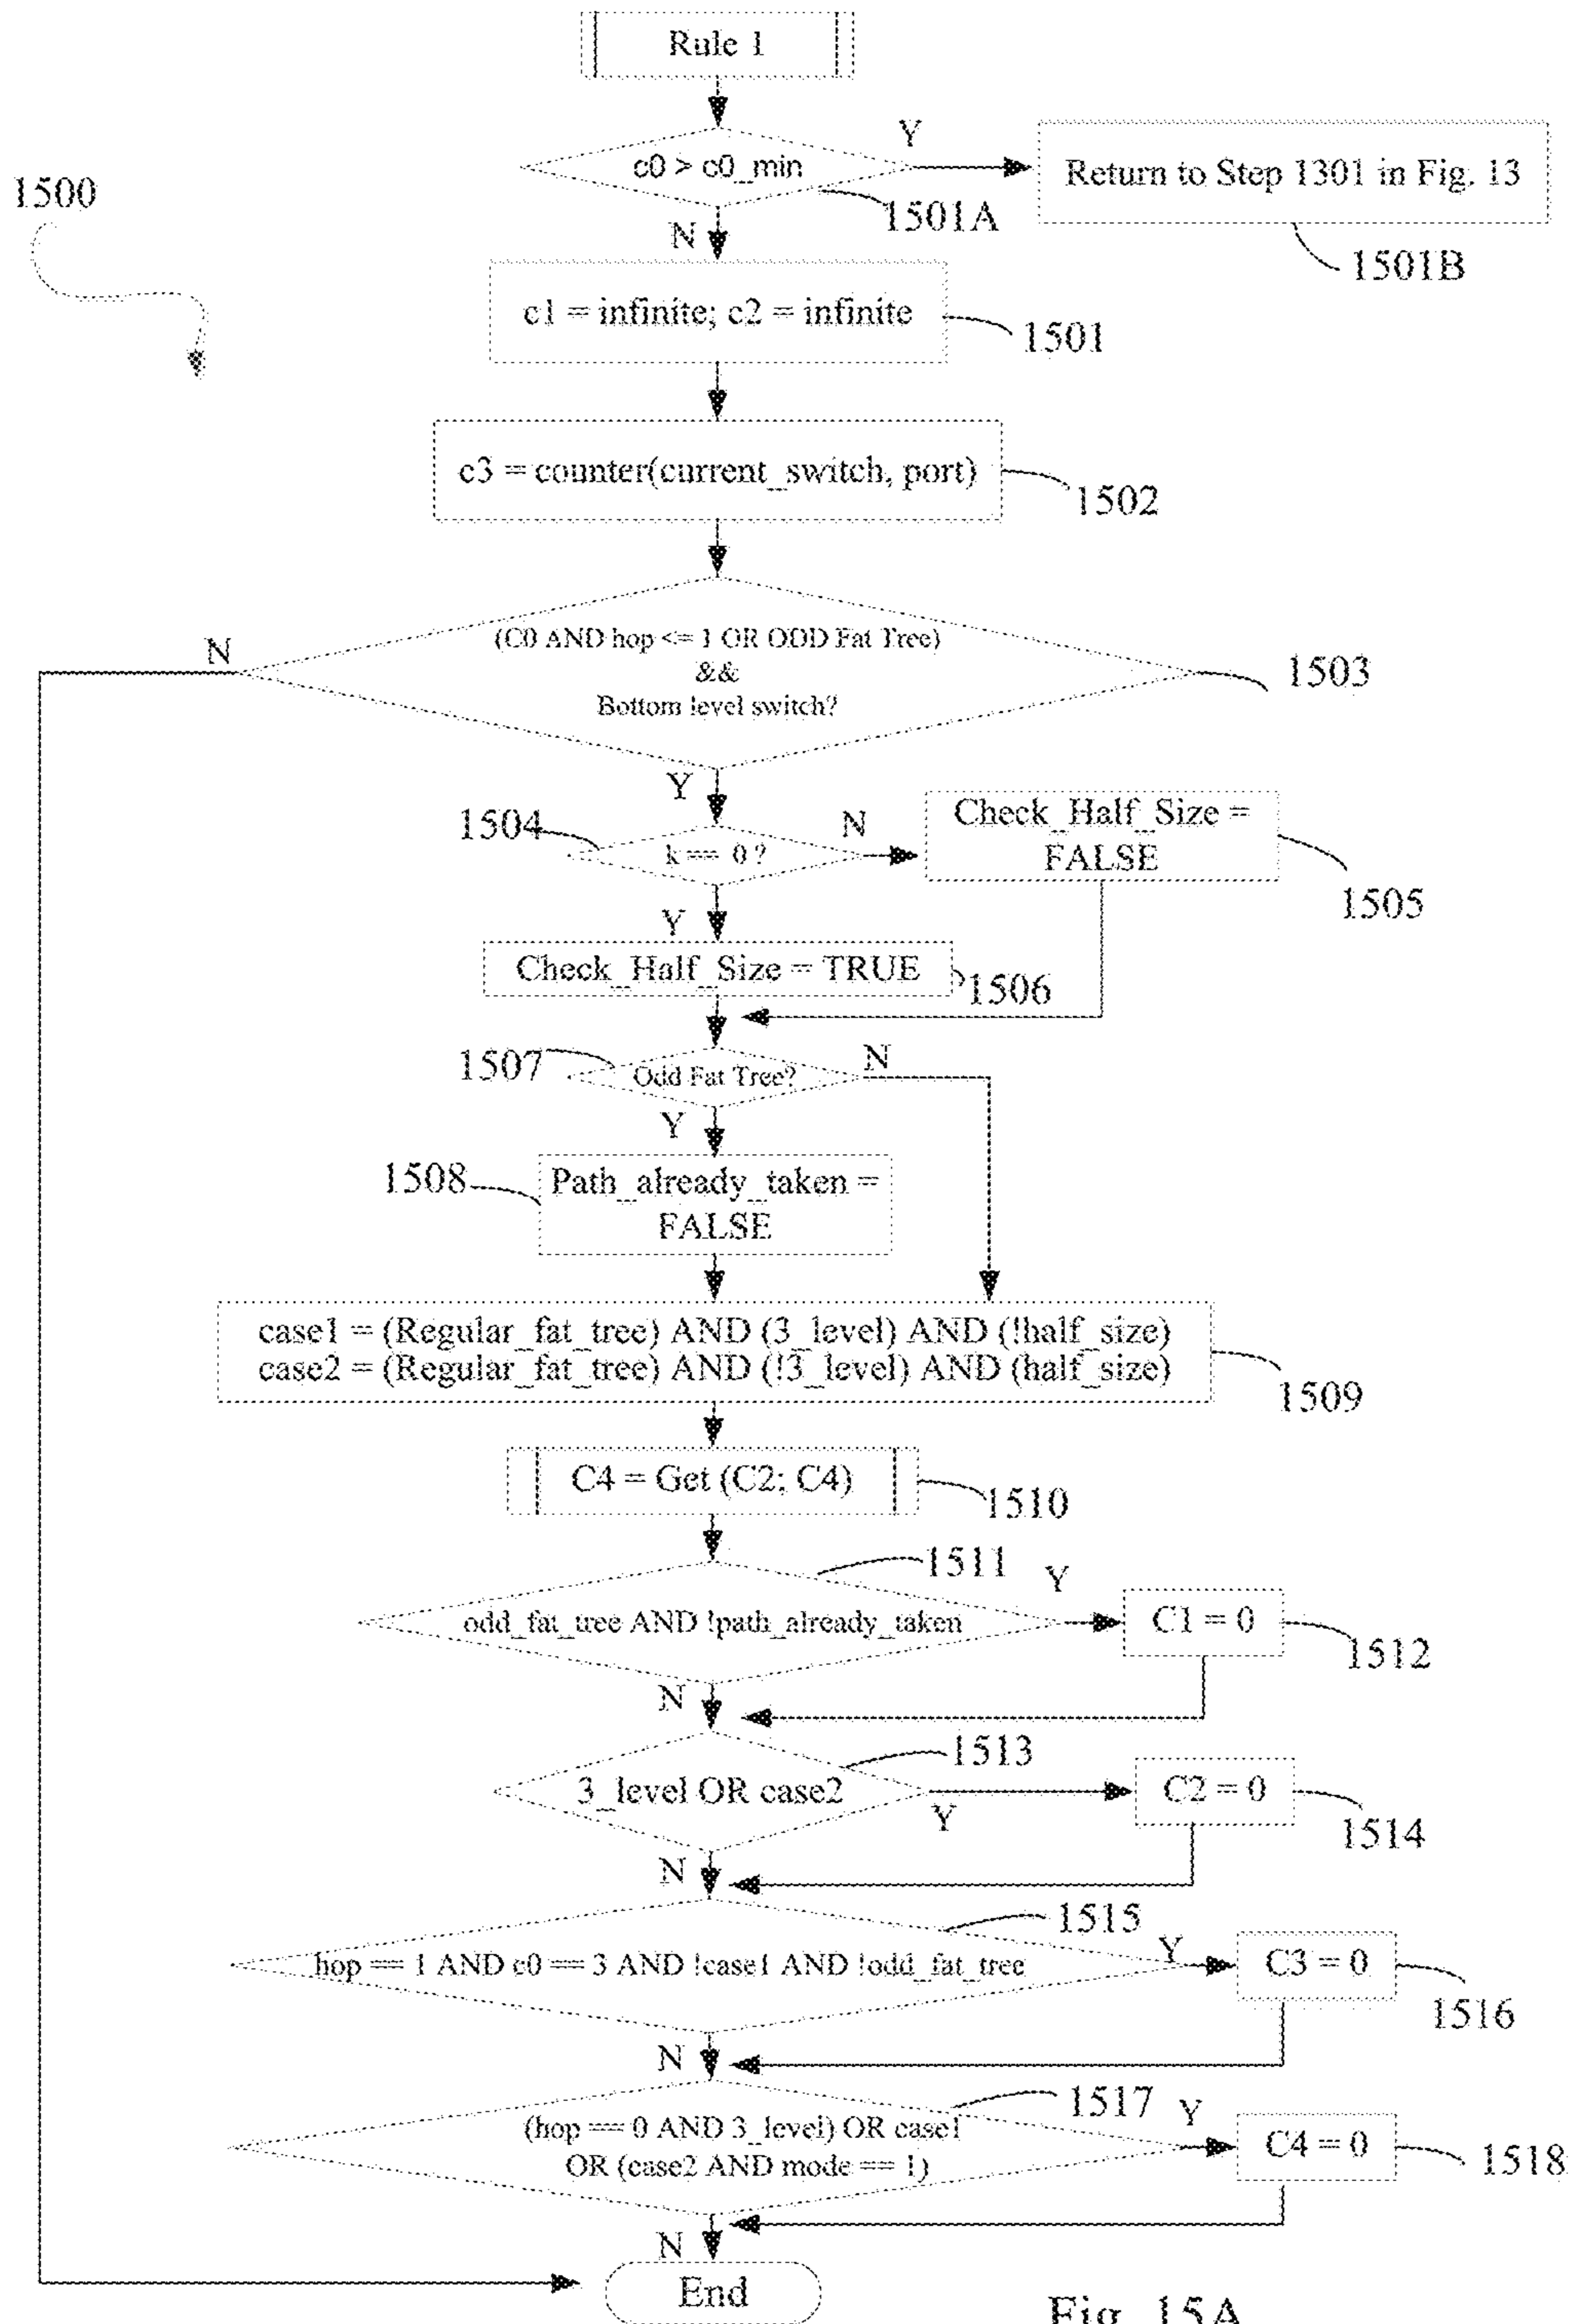 Rule 1
c0 > c0_min
Y
Return to Step 1301 in Fig. 13
1500
1501A
N
1501B
c1 = infinite; c2 = infinite
1501
c3 = counter(current_switch, port)
1502
(C0 AND hop <= 1 OR ODD Fat Tree)
&&
Bottom level switch?
N
1503
Y
1504
k == 0 ?
N
Check_Half_Size =
FALSE
1505
Y
Check_Half_Size = TRUE
1506
1507
Odd Fat Tree?
N
Y
1508
Path_already_taken =
FALSE
case1 = (Regular_fat_tree) AND (3_level) AND (!half_size)
case2 = (Regular_fat_tree) AND (!3_level) AND (half_size)
1509
C4 = Get (C2; C4)
1510
1511
Y
odd_fat_tree AND !path_already_taken
C1 = 0
1512
N
1513
3_level OR case2
Y
C2 = 0
1514
N
1515
hop == 1 AND c0 == 3 AND !case1 AND !odd_fat_tree
Y
C3 = 0
1516
N
1517
Y
(hop == 0 AND 3_level) OR case1
OR (case2 AND mode == 1)
C4 = 0
1518
N
End
Fig. 15A